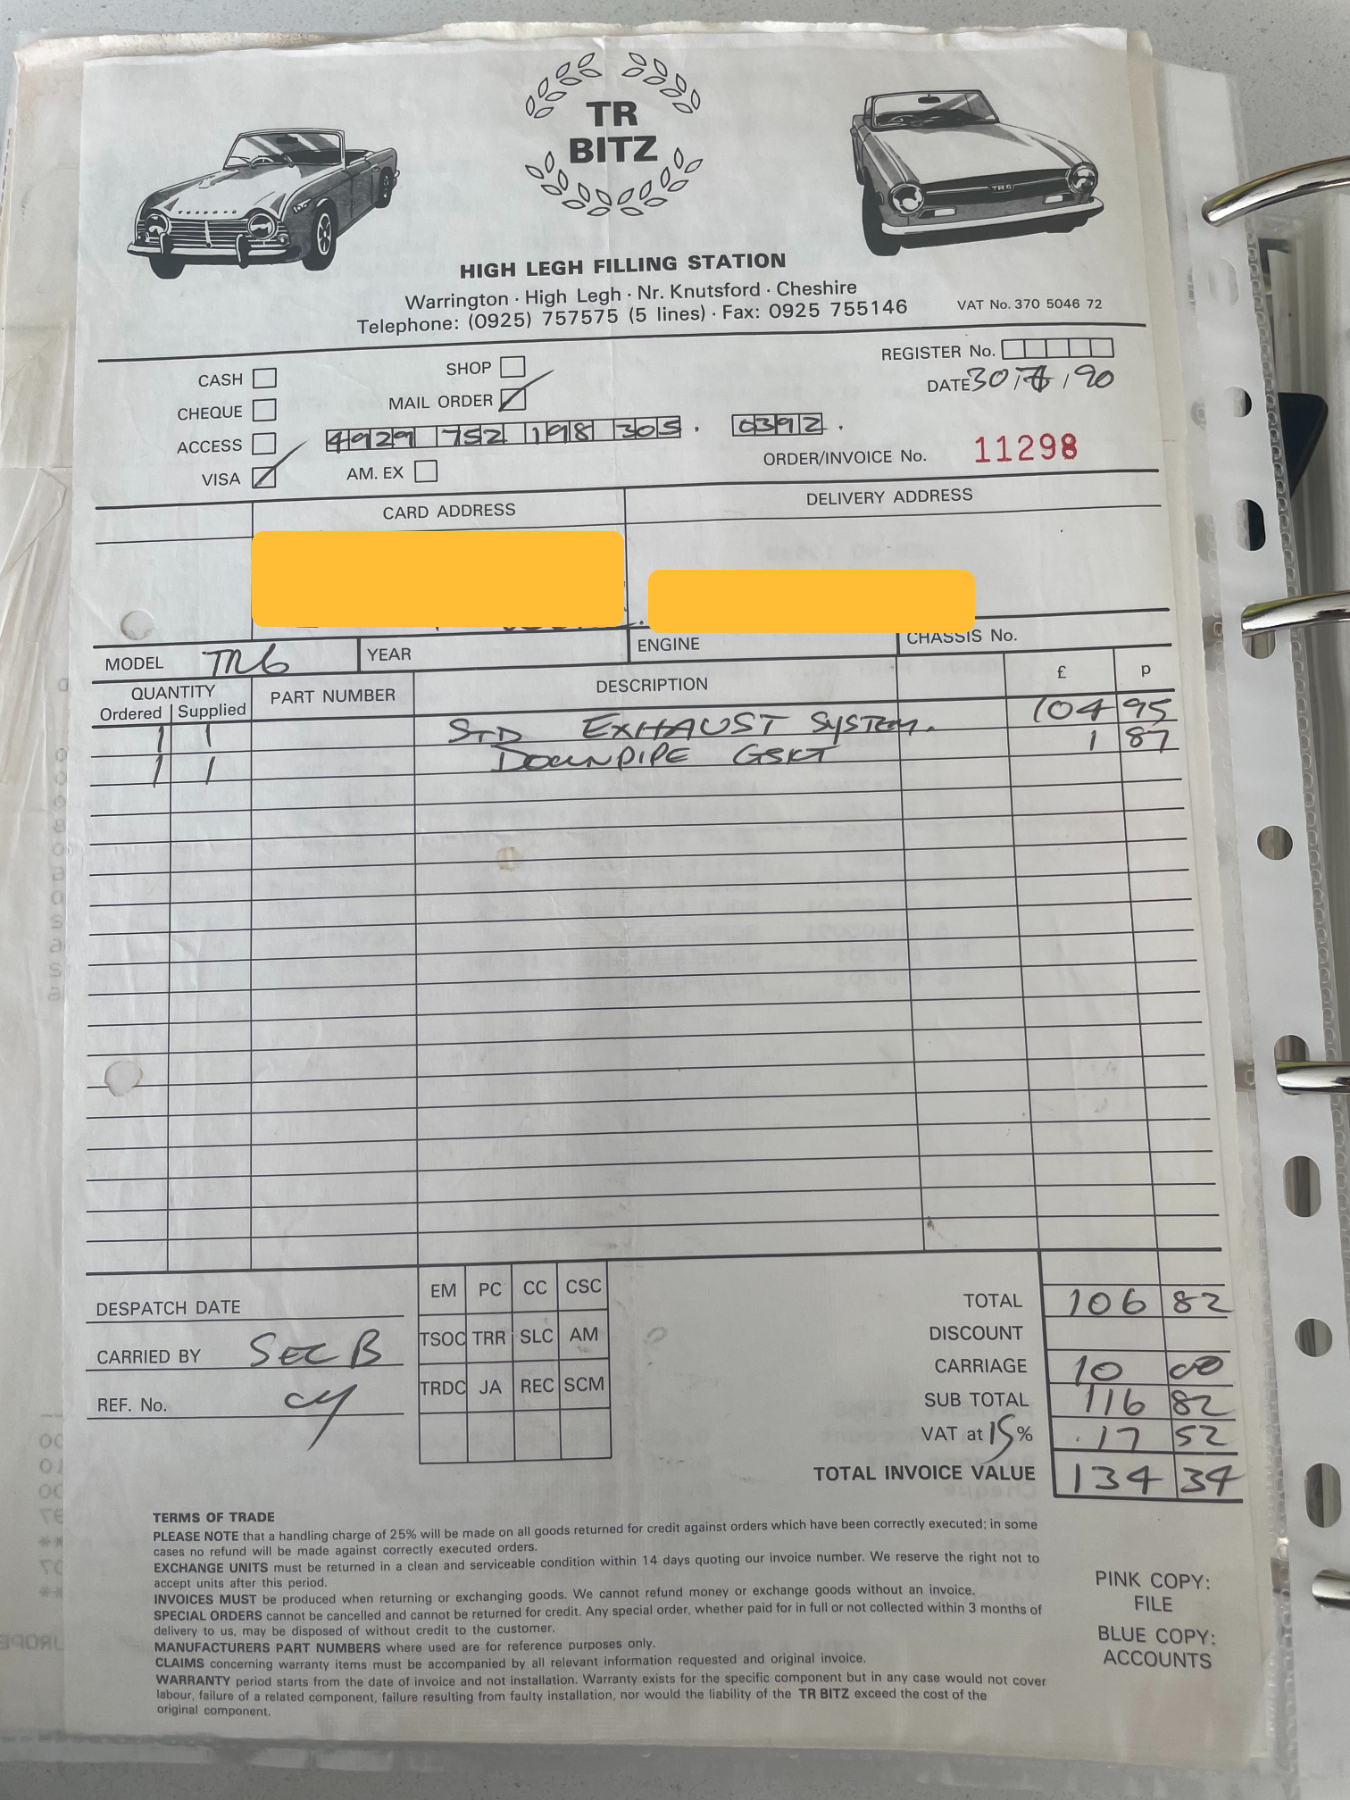 TR
BITZ
TR6
HIGH LEGH FILLING STATION
Warrington · High Legh · Nr. Knutsford · Cheshire
Telephone: (0925) 757575 (5 lines) · Fax: 0925 755146
VAT No. 370 5046 72
CASH
SHOP
REGISTER No.
CHEQUE
MAIL ORDER
DATE 30 / / 90
ACCESS
4929 752 198 305 . 0392 .
VISA
AM. EX
ORDER/INVOICE No. 11298
CARD ADDRESS
DELIVERY ADDRESS
MODEL TR6
YEAR
ENGINE
CHASSIS No.
QUANTITY
Ordered Supplied
PART NUMBER
DESCRIPTION
£ p
1 1 STD EXHAUST SYSTEM. 104 95
1 1 DOWNPIPE GSKT 1 87
DESPATCH DATE
CARRIED BY SEC B
REF. No.
EM PC CC CSC
TSOC TRR SLC AM
TRDC JA REC SCM
TOTAL 106 82
DISCOUNT
CARRIAGE 10 00
SUB TOTAL 116 82
VAT at 15% 17 52
TOTAL INVOICE VALUE 134 34
TERMS OF TRADE
PLEASE NOTE that a handling charge of 25% will be made on all goods returned for credit against orders which have been correctly executed; in some
cases no refund will be made against correctly executed orders.
EXCHANGE UNITS must be returned in a clean and serviceable condition within 14 days quoting our invoice number. We reserve the right not to
accept units after this period.
INVOICES MUST be produced when returning or exchanging goods. We cannot refund money or exchange goods without an invoice.
SPECIAL ORDERS cannot be cancelled and cannot be returned for credit. Any special order, whether paid for in full or not collected within 3 months of
delivery to us, may be disposed of without credit to the customer.
MANUFACTURERS PART NUMBERS where used are for reference purposes only.
CLAIMS concerning warranty items must be accompanied by all relevant information requested and original invoice.
WARRANTY period starts from the date of invoice and not installation. Warranty exists for the specific component but in any case would not cover
labour, failure of a related component, failure resulting from faulty installation, nor would the liability of the TR BITZ exceed the cost of the
original component.
PINK COPY:
FILE
BLUE COPY:
ACCOUNTS